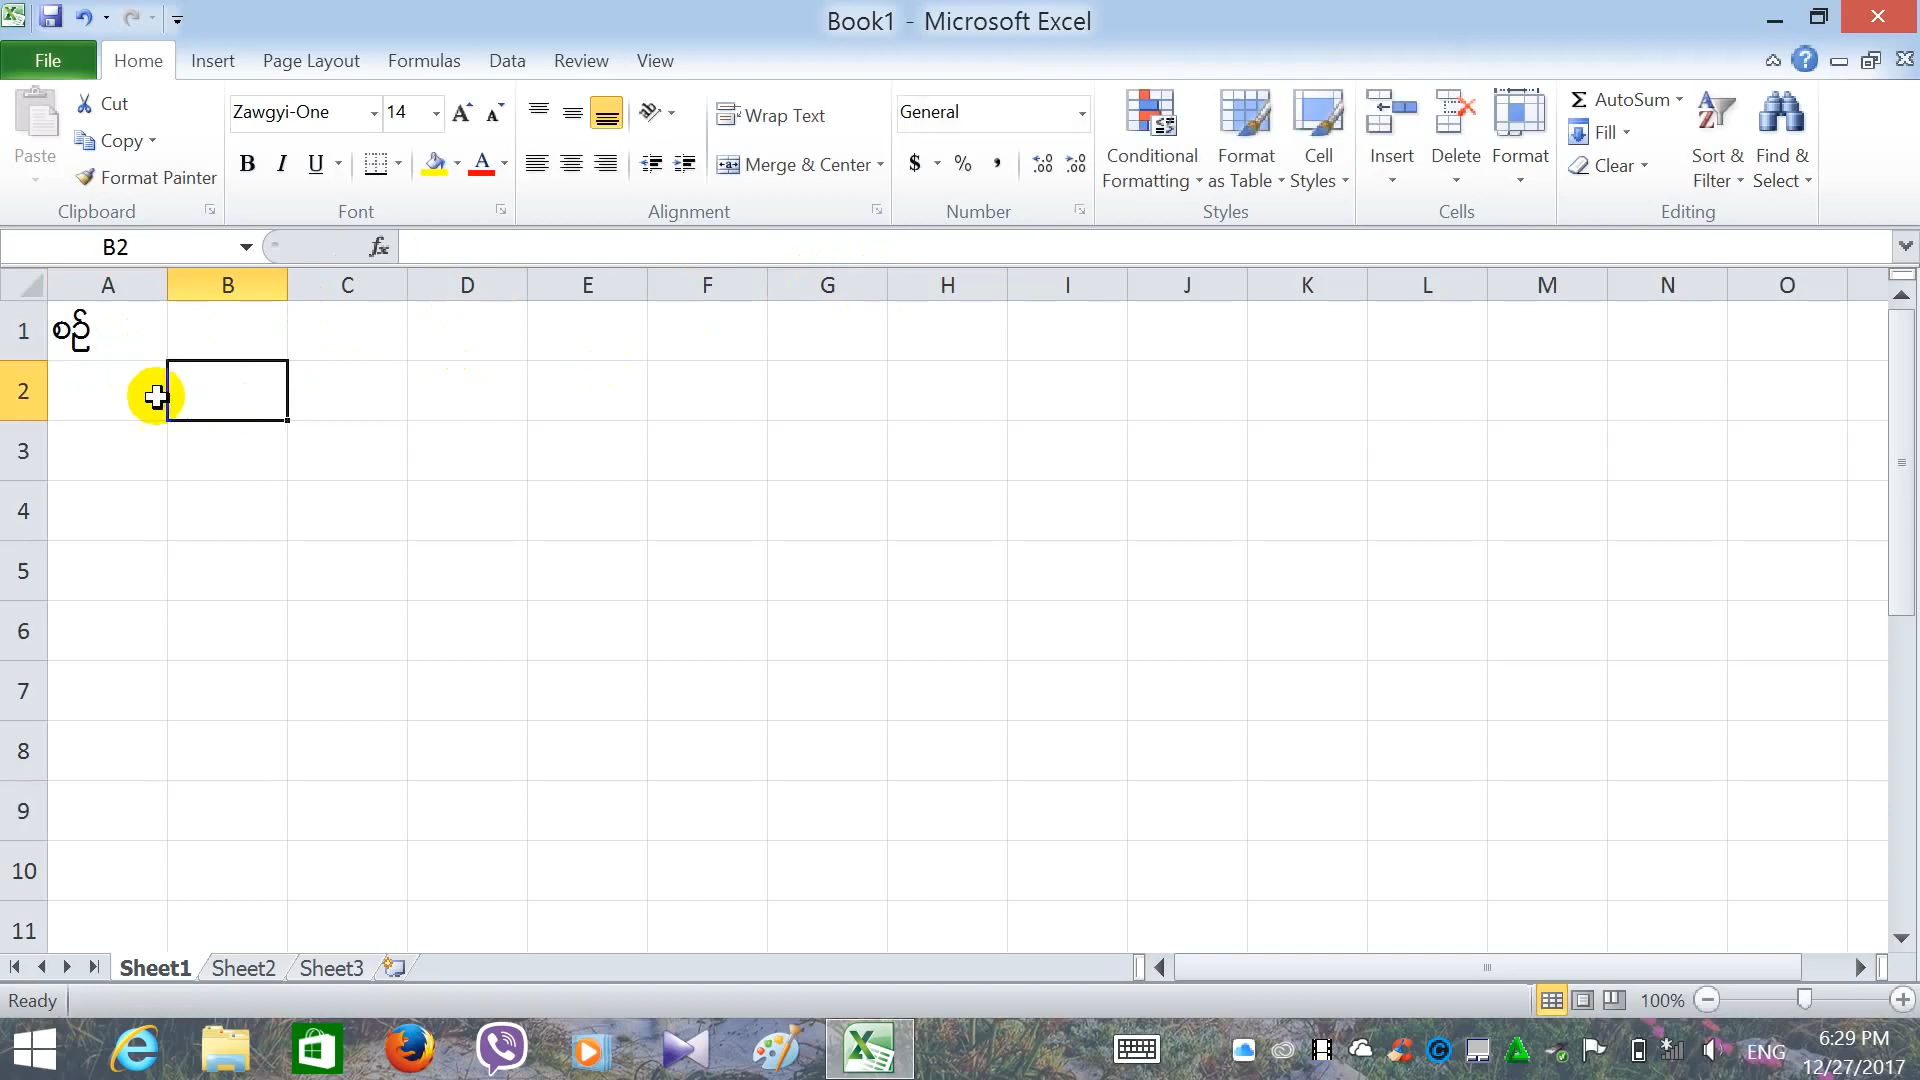 Book1 - Microsoft Excel
File Home Insert Page Layout Formulas Data Review View
Paste
Cut
Copy
Format Painter
Clipboard
Zawgyi-One 14
B I U
Font
Wrap Text
Merge & Center
Alignment
General
$ % ,
Number
Conditional Formatting
Format as Table
Cell Styles
Styles
Insert Delete Format
Cells
Σ AutoSum
Fill
Clear
Sort & Filter
Find & Select
Editing
B2 fx
A B C D E F G H I J K L M N O
1 စဉ်
2
3
4
5
6
7
8
9
10
11
Sheet1 Sheet2 Sheet3
Ready 100%
ENG
6:29 PM
12/27/2017